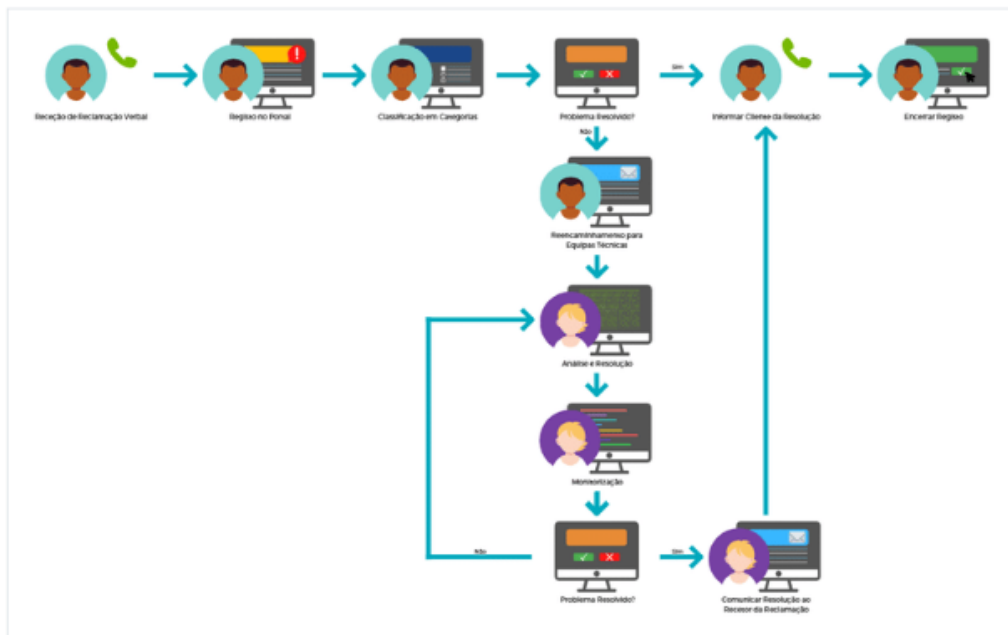 Receção de Reclamação Verbal
Registo no Portal
Classificação em Categorias
Problema Resolvido?
Sim
Informar Cliente da Resolução
Encerrar Registo
Não
Reencaminhamento para
Equipas Técnicas
Análise e Resolução
Monitorização
Não
Problema Resolvido?
Sim
Comunicar Resolução ao
Recetor da Reclamação